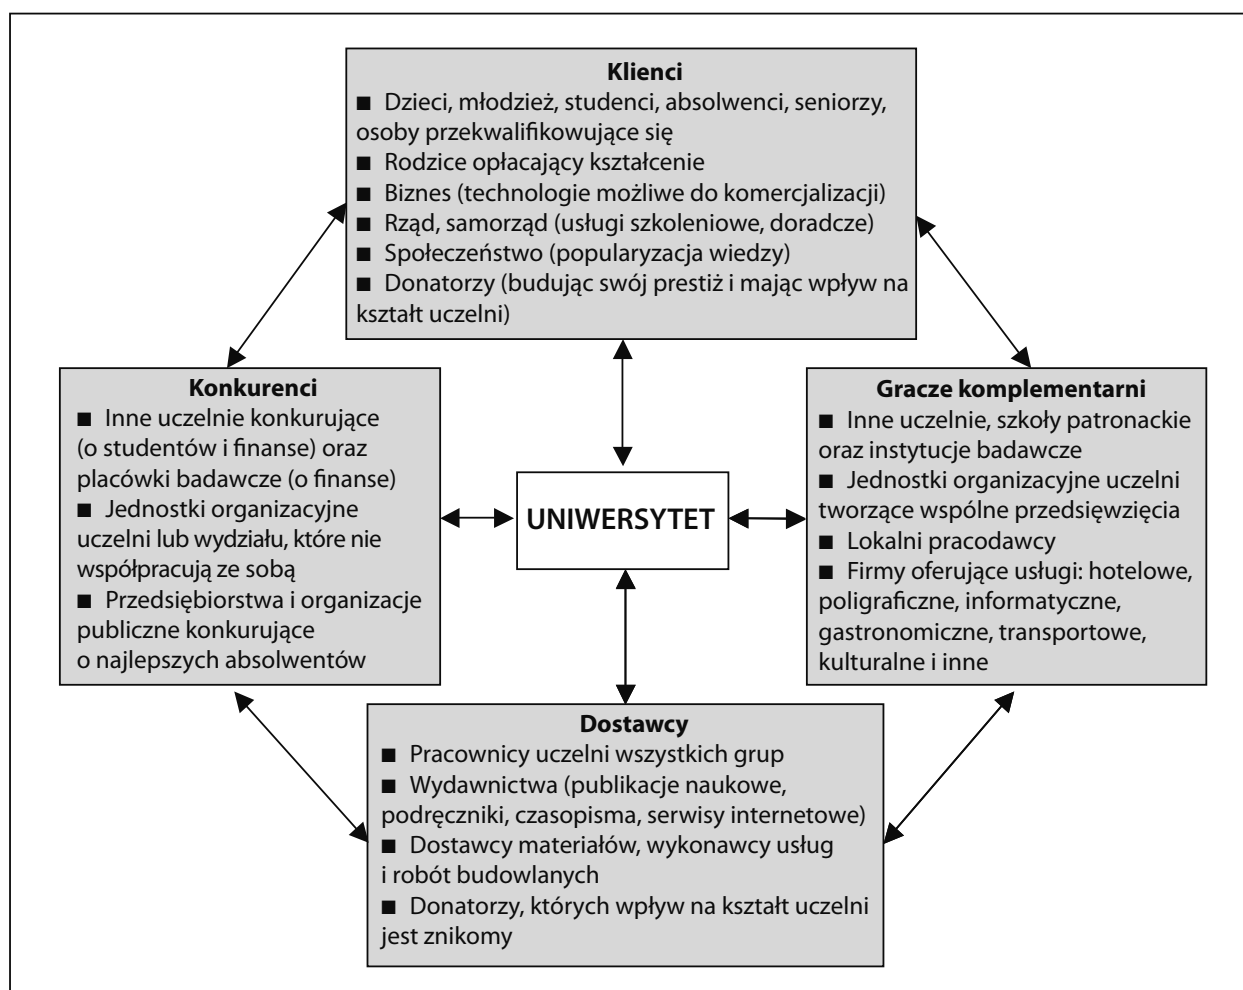 Klienci
■ Dzieci, młodzież, studenci, absolwenci, seniorzy,
osoby przekwalifikowujące się
■ Rodzice opłacający kształcenie
■ Biznes (technologie możliwe do komercjalizacji)
■ Rząd, samorząd (usługi szkoleniowe, doradcze)
■ Społeczeństwo (popularyzacja wiedzy)
■ Donatorzy (budując swój prestiż i mając wpływ na
kształt uczelni)
Konkurenci
■ Inne uczelnie konkurujące
(o studentów i finanse) oraz
placówki badawcze (o finanse)
■ Jednostki organizacyjne
uczelni lub wydziału, które nie
współpracują ze sobą
■ Przedsiębiorstwa i organizacje
publiczne konkurujące
o najlepszych absolwentów
UNIWERSYTET
Gracze komplementarni
■ Inne uczelnie, szkoły patronackie
oraz instytucje badawcze
■ Jednostki organizacyjne uczelni
tworzące wspólne przedsięwzięcia
■ Lokalni pracodawcy
■ Firmy oferujące usługi: hotelowe,
poligraficzne, informatyczne,
gastronomiczne, transportowe,
kulturalne i inne
Dostawcy
■ Pracownicy uczelni wszystkich grup
■ Wydawnictwa (publikacje naukowe,
podręczniki, czasopisma, serwisy internetowe)
■ Dostawcy materiałów, wykonawcy usług
i robót budowlanych
■ Donatorzy, których wpływ na kształt uczelni
jest znikomy